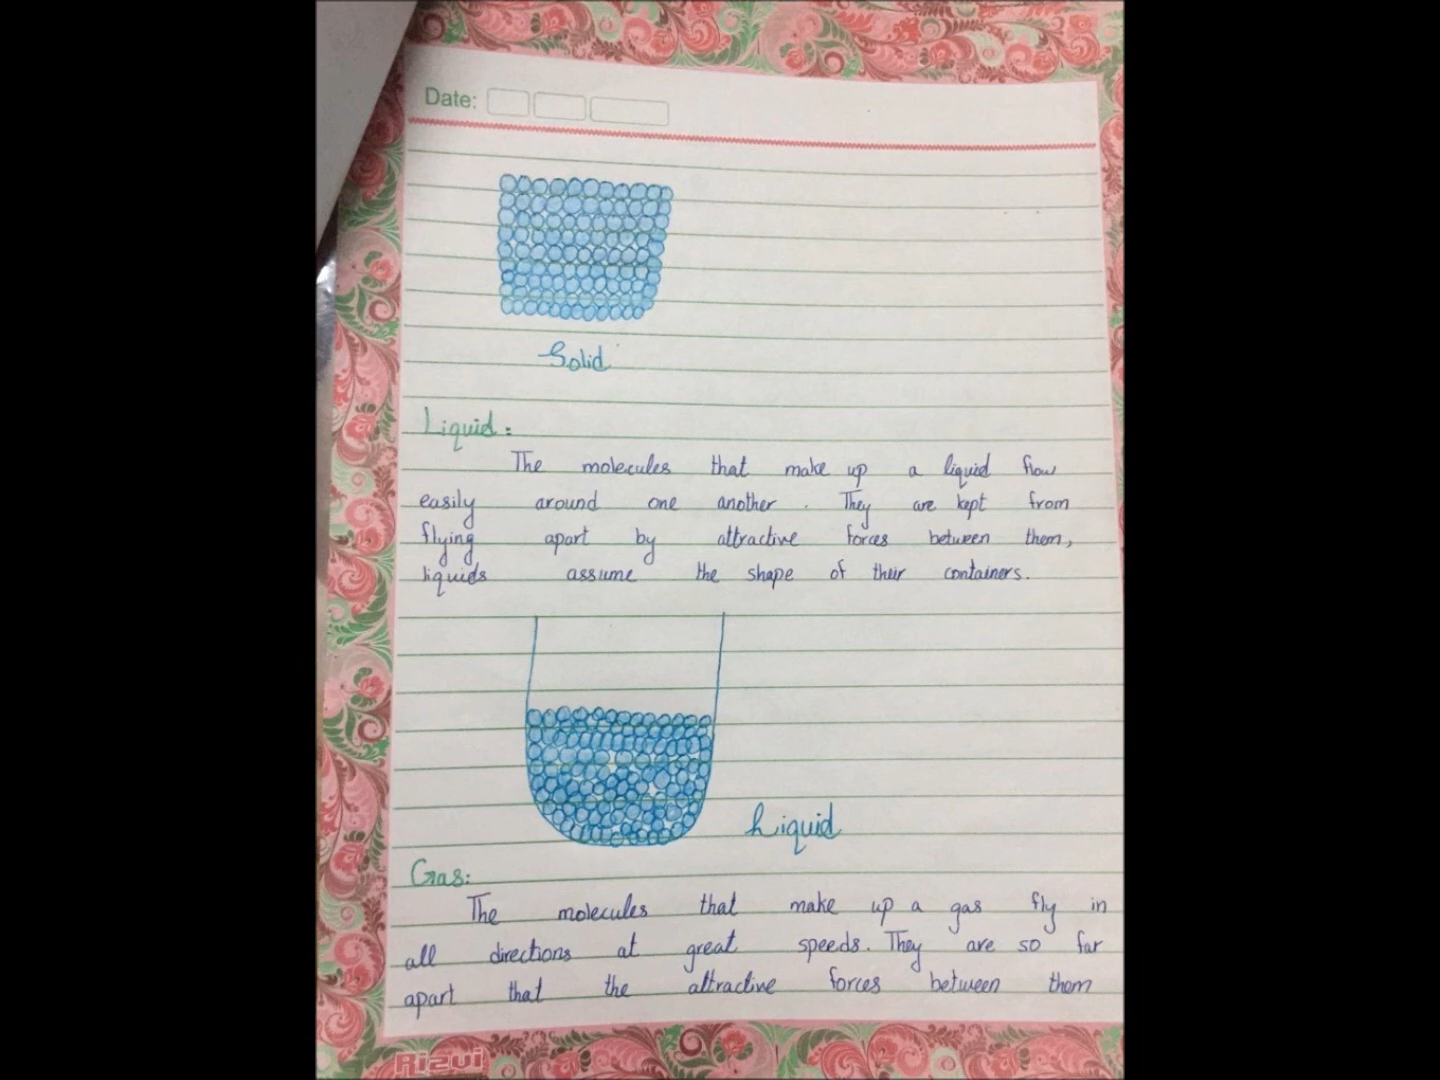 Date:
Solid
Liquid:
The molecules that make up a liquid flow
easily around one another. They are kept from
flying apart by attractive forces between them,
liquids assume the shape of their containers.
Liquid
Gas:
The molecules that make up a gas fly in
all directions at great speeds. They are so far
apart that the attractive forces between them
Rizui